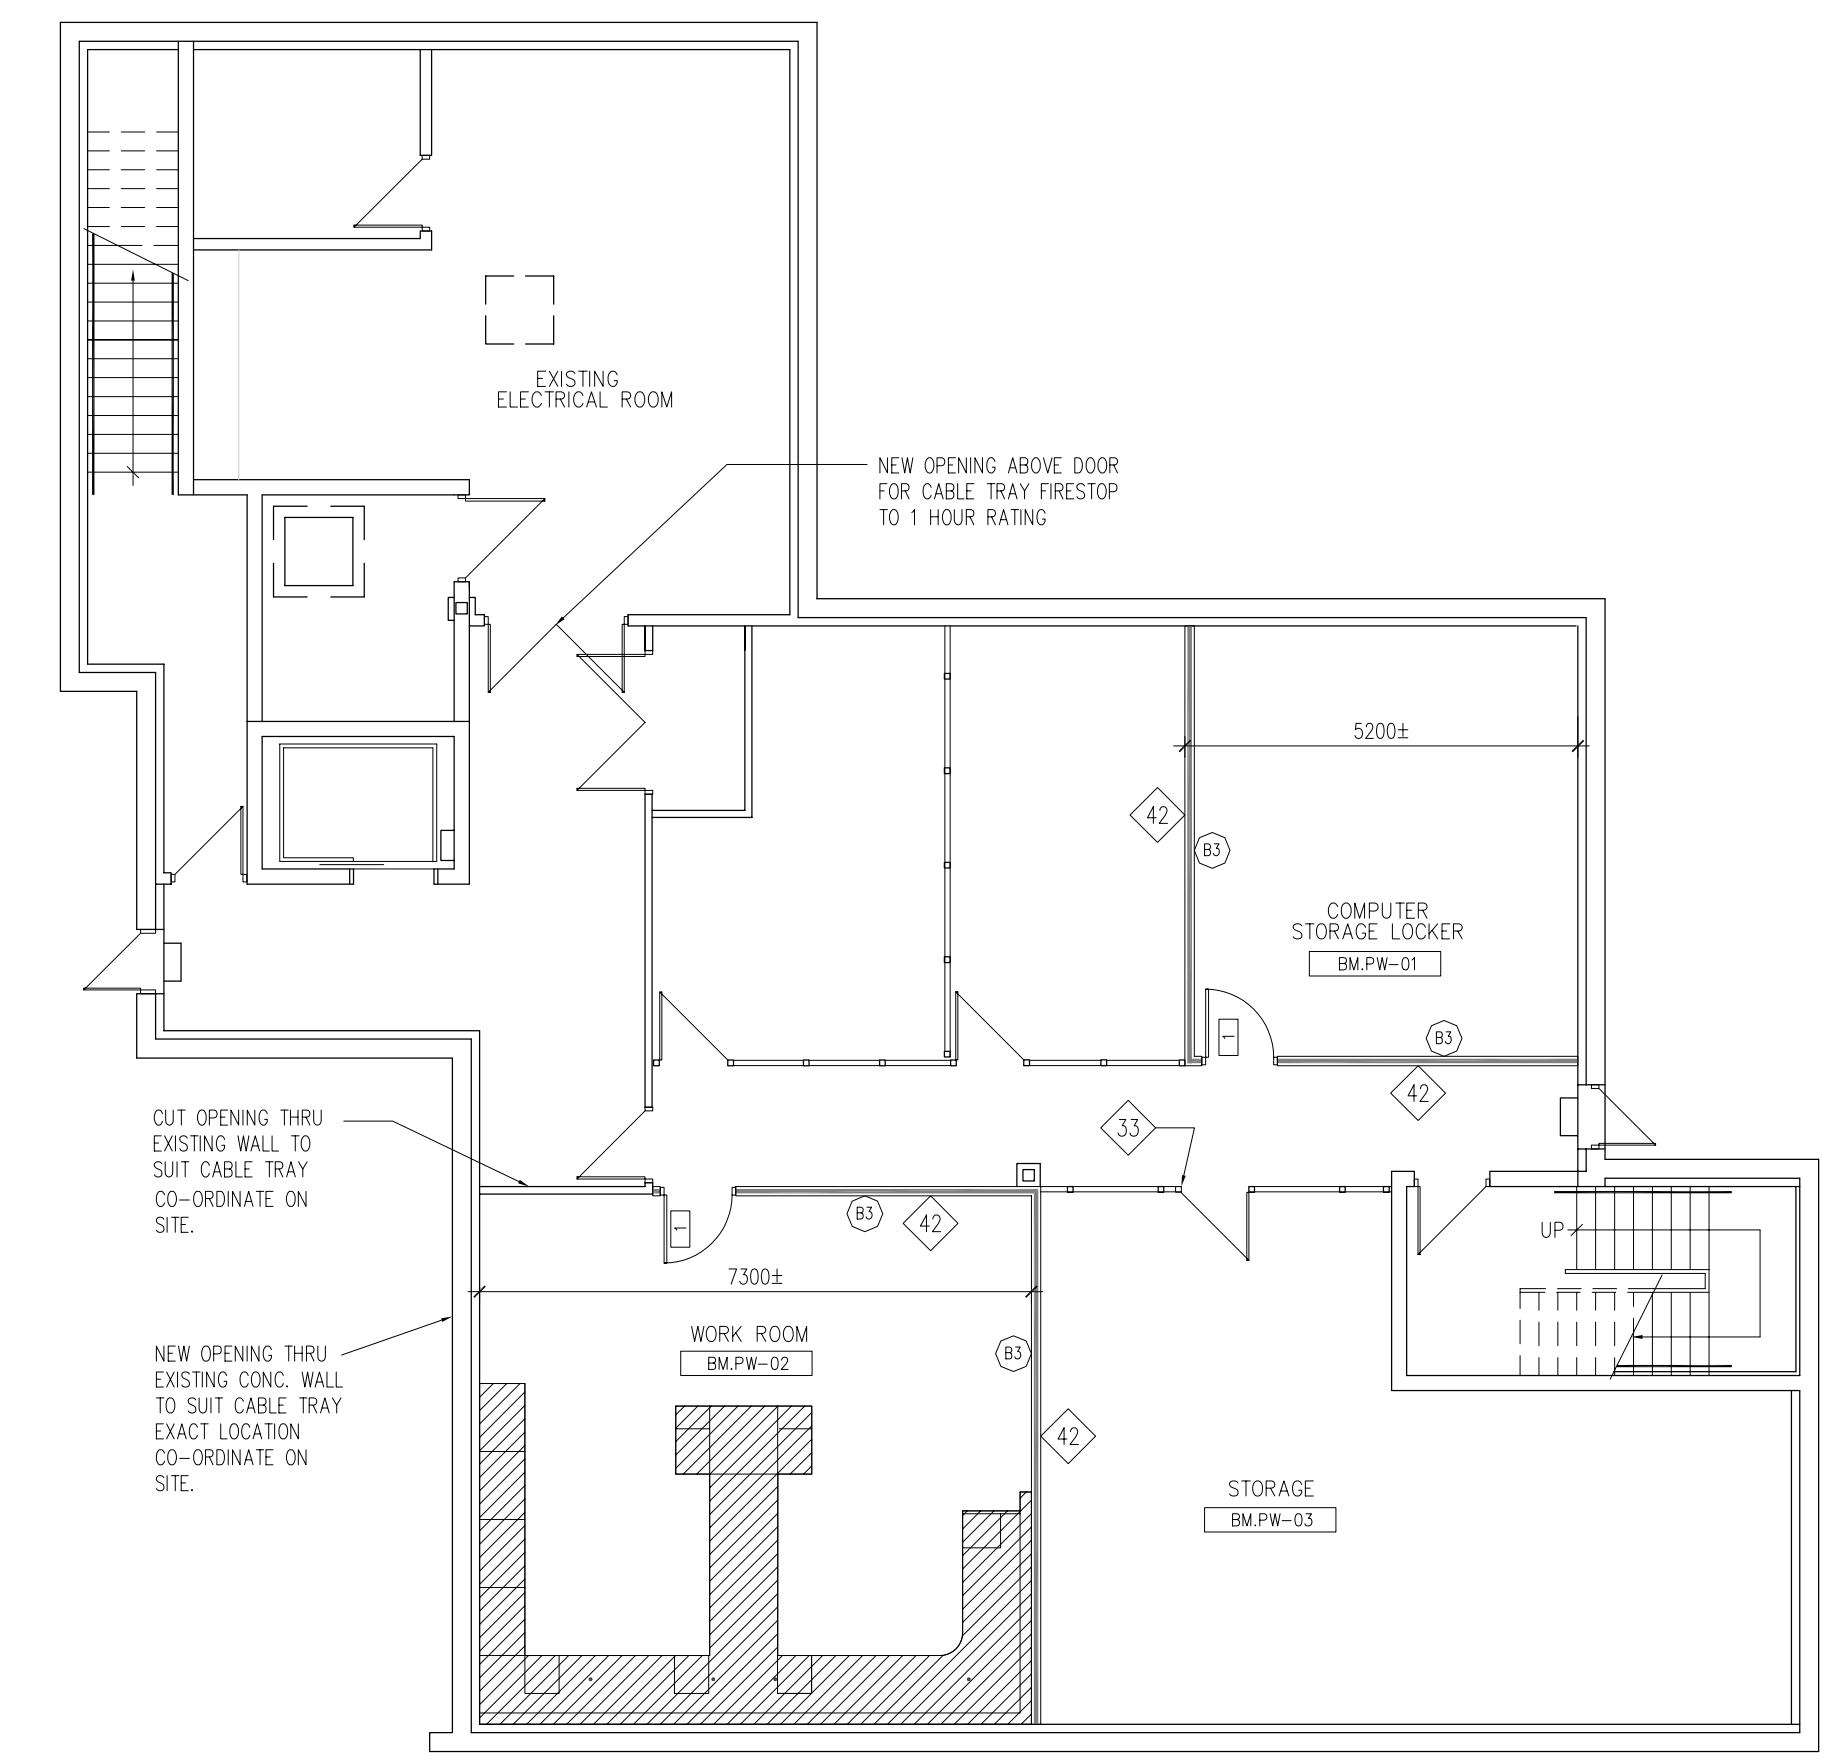 EXISTING
ELECTRICAL ROOM
NEW OPENING ABOVE DOOR
FOR CABLE TRAY FIRESTOP
TO 1 HOUR RATING
5200±
42
B3
COMPUTER
STORAGE LOCKER
BM.PW-01
1
B3
42
33
CUT OPENING THRU
EXISTING WALL TO
SUIT CABLE TRAY
CO-ORDINATE ON
SITE.
1
B3
42
UP
7300±
WORK ROOM
BM.PW-02
B3
42
NEW OPENING THRU
EXISTING CONC. WALL
TO SUIT CABLE TRAY
EXACT LOCATION
CO-ORDINATE ON
SITE.
STORAGE
BM.PW-03